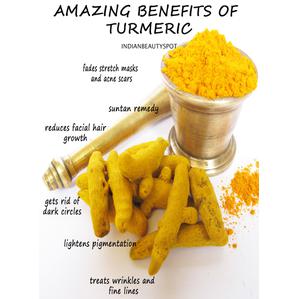 AMAZING BENEFITS OF
TURMERIC
INDIANBEAUTYSPOT
fades stretch masks
and acne scars
suntan remedy
reduces facial hair
growth
gets rid of
dark circles
lightens pigmentation
treats wrinkles and
fine lines